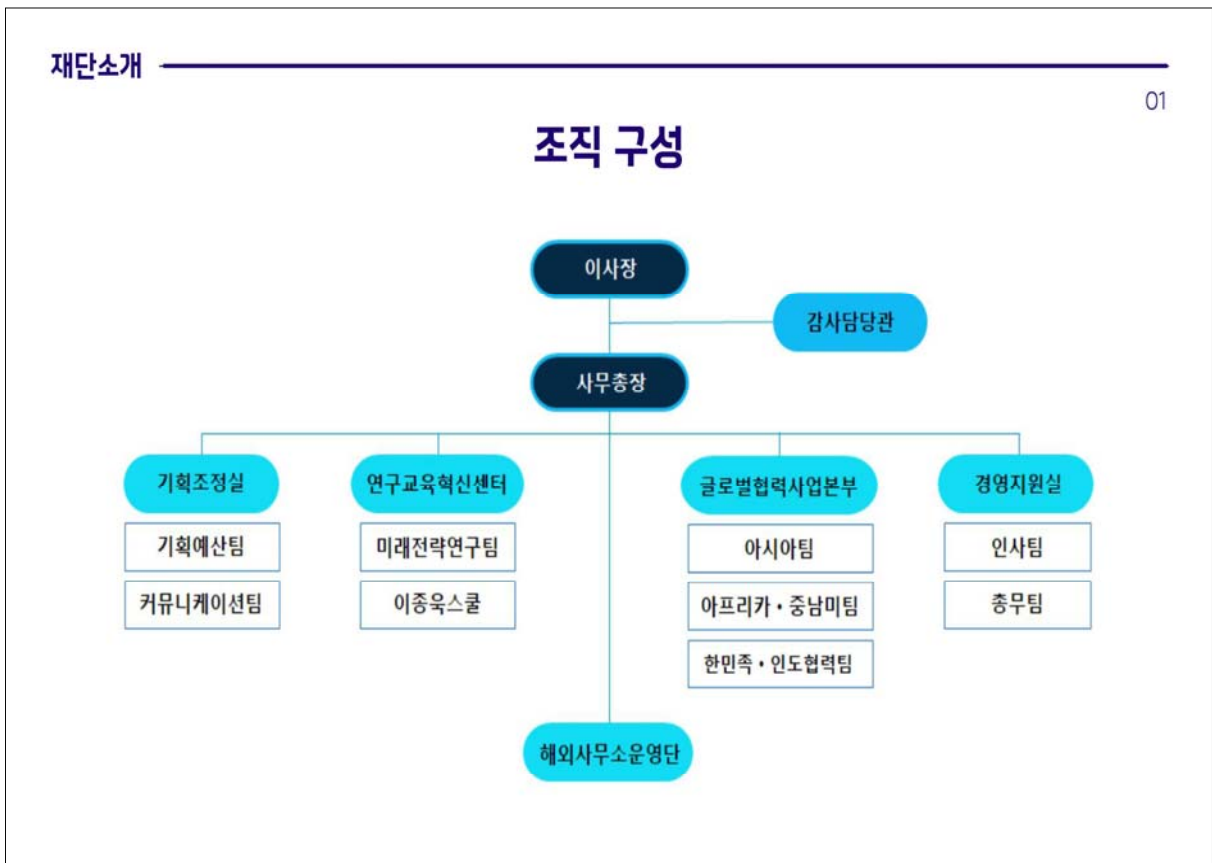 재단소개
01
조직 구성
이사장
감사담당관
사무총장
기획조정실
기획예산팀
커뮤니케이션팀
연구교육혁신센터
미래전략연구팀
이종욱스쿨
글로벌협력사업본부
아시아팀
아프리카・중남미팀
한민족・인도협력팀
경영지원실
인사팀
총무팀
해외사무소운영단